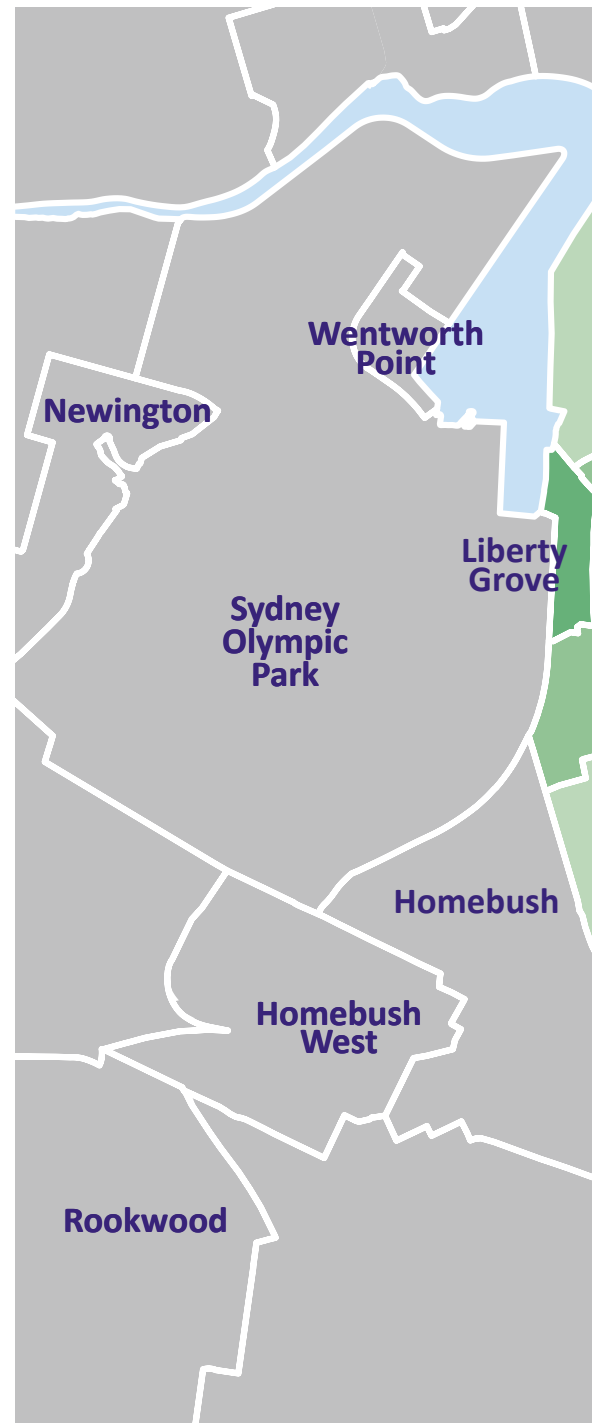 Wentworth
Point
Newington
Liberty
Grove
Sydney
Olympic
Park
Homebush
Homebush
West
Rookwood